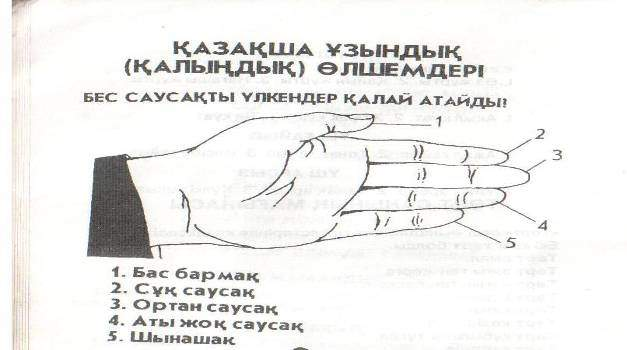 ҚАЗАҚША ҰЗЫНДЫҚ
(ҚАЛЫҢДЫҚ) ӨЛШЕМДЕРІ
БЕС САУСАҚТЫ ҮЛКЕНДЕР ҚАЛАЙ АТАЙДЫ?
1
2
3
4
5
1. Бас бармақ
2. Сұқ саусақ
3. Ортан саусақ
4. Аты жоқ саусақ
5. Шынашақ